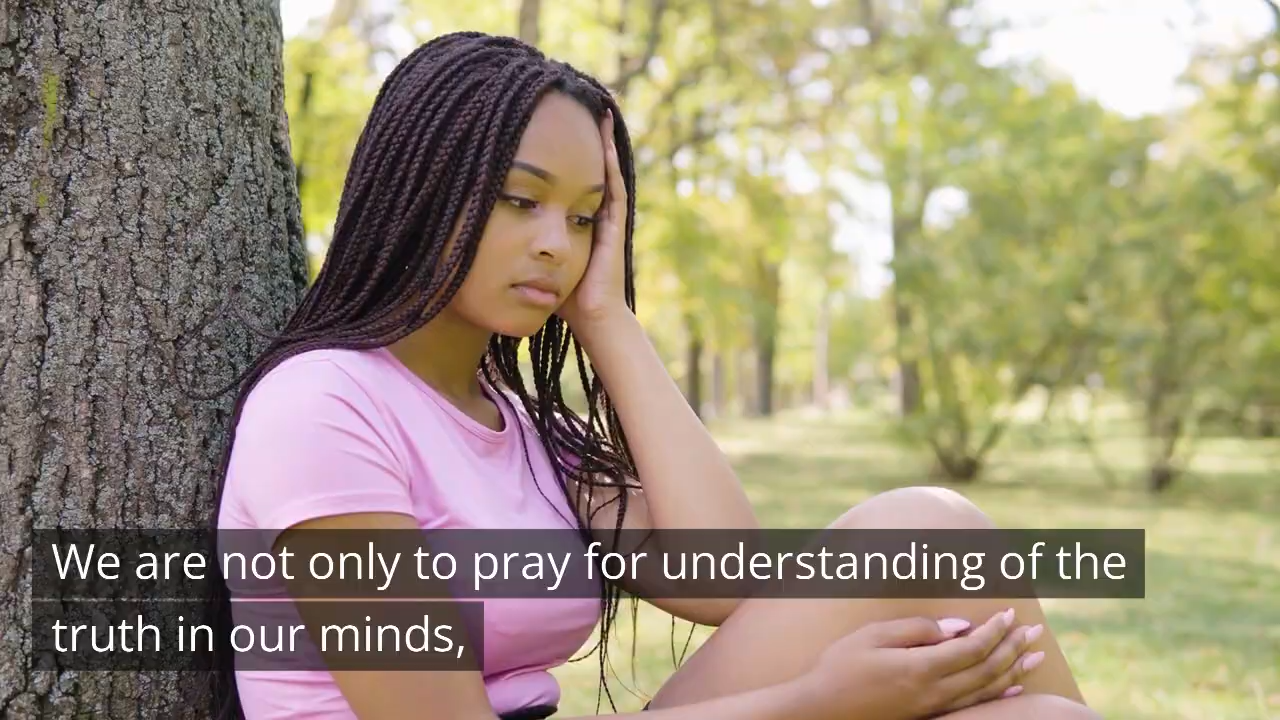 We are not only to pray for understanding of the
truth in our minds,